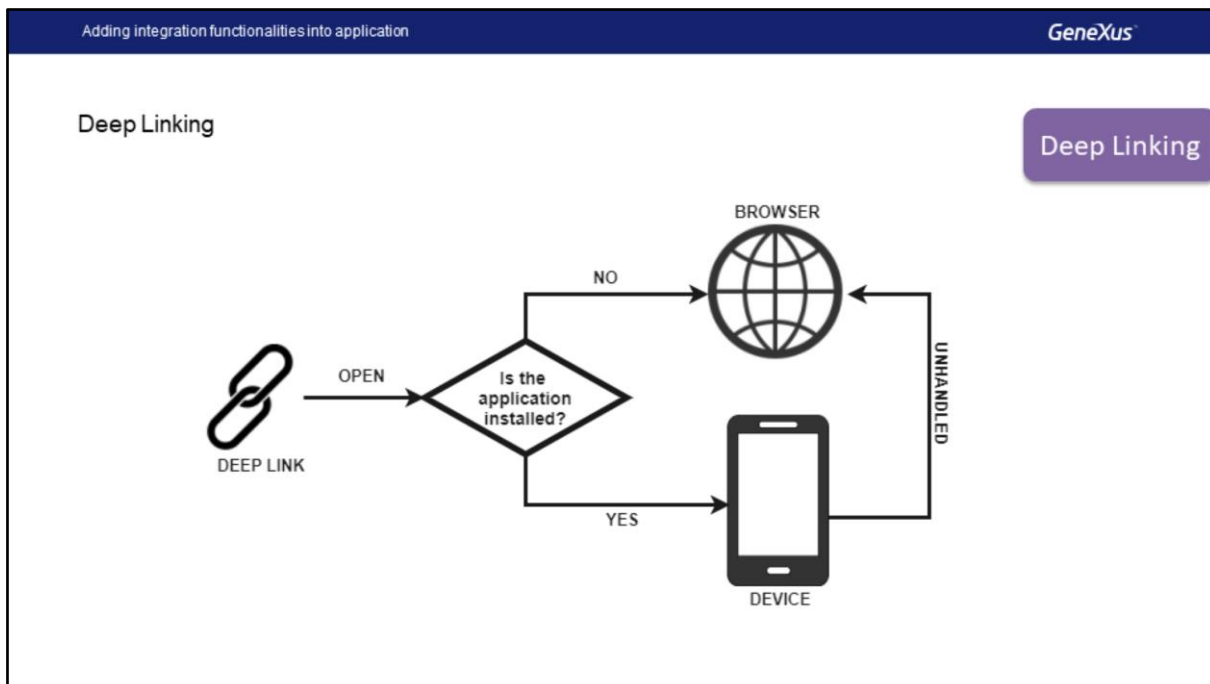 Adding integration functionalities into application
GeneXus™
Deep Linking
Deep Linking
BROWSER
NO
OPEN
Is the
application
installed?
UNHANDLED
DEEP LINK
YES
DEVICE